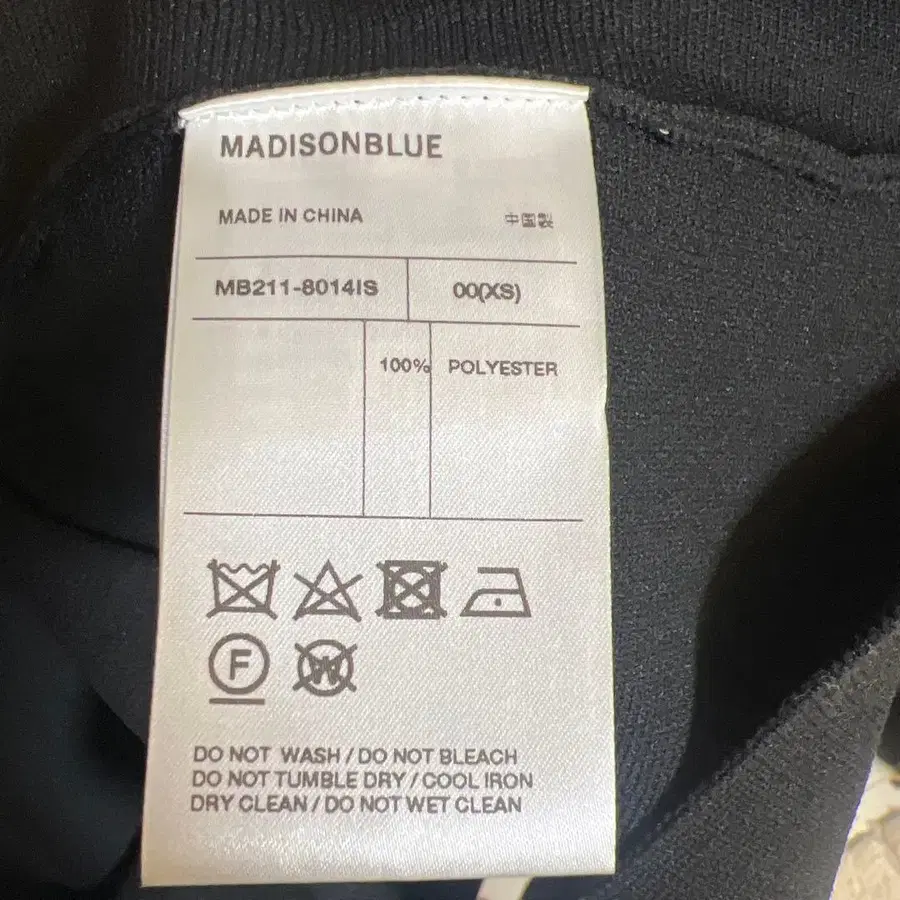 MADISONBLUE
MADE IN CHINA 中国製
MB211-8014IS 00(XS)
100% POLYESTER
F W
DO NOT WASH / DO NOT BLEACH
DO NOT TUMBLE DRY / COOL IRON
DRY CLEAN / DO NOT WET CLEAN